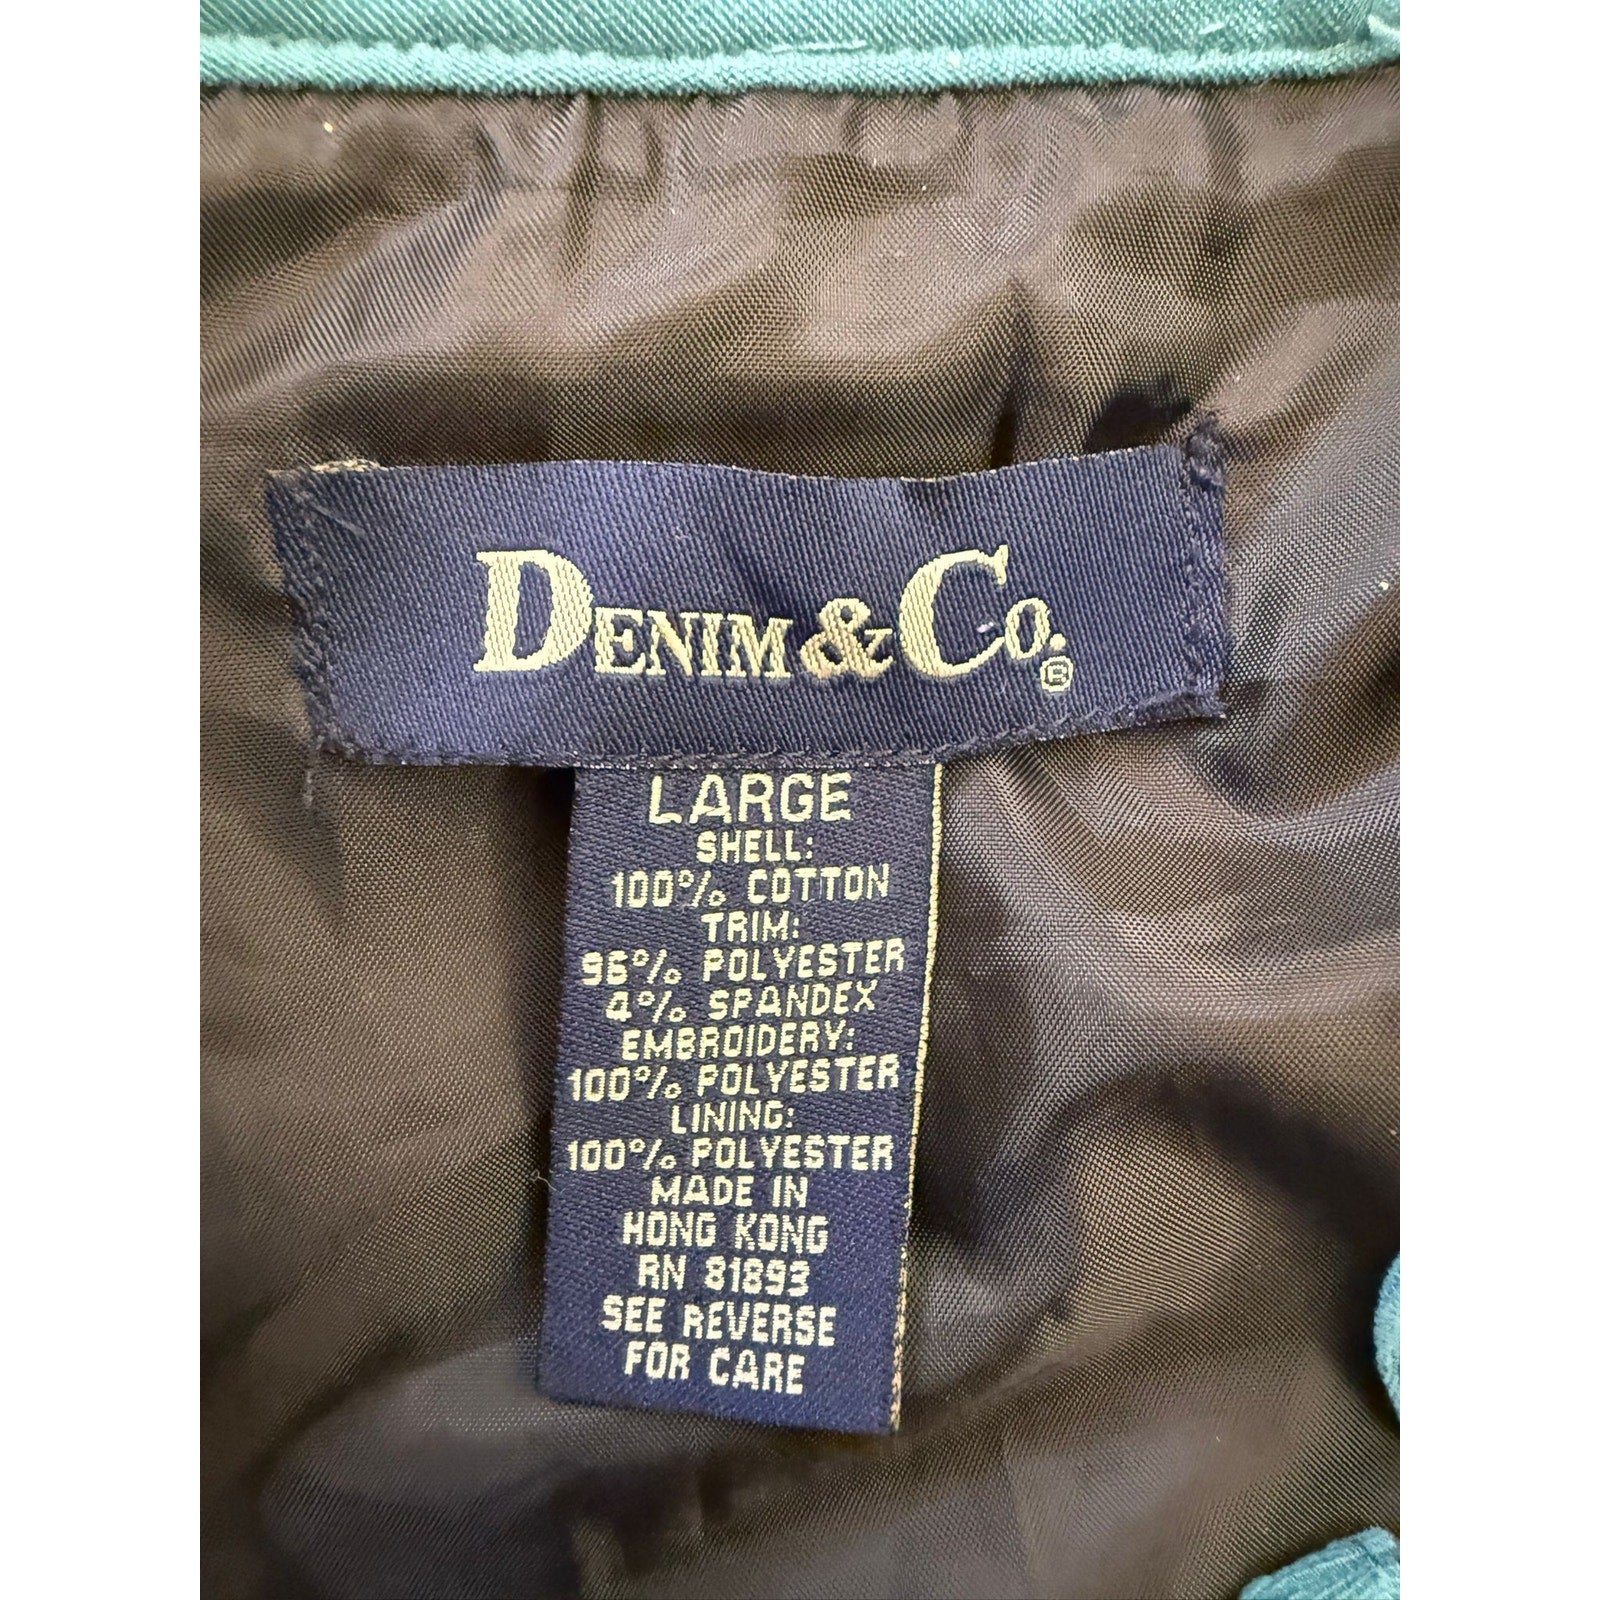 DENIM & CO.®
LARGE
SHELL:
100% COTTON
TRIM:
96% POLYESTER
4% SPANDEX
EMBROIDERY:
100% POLYESTER
LINING:
100% POLYESTER
MADE IN
HONG KONG
RN 81893
SEE REVERSE
FOR CARE